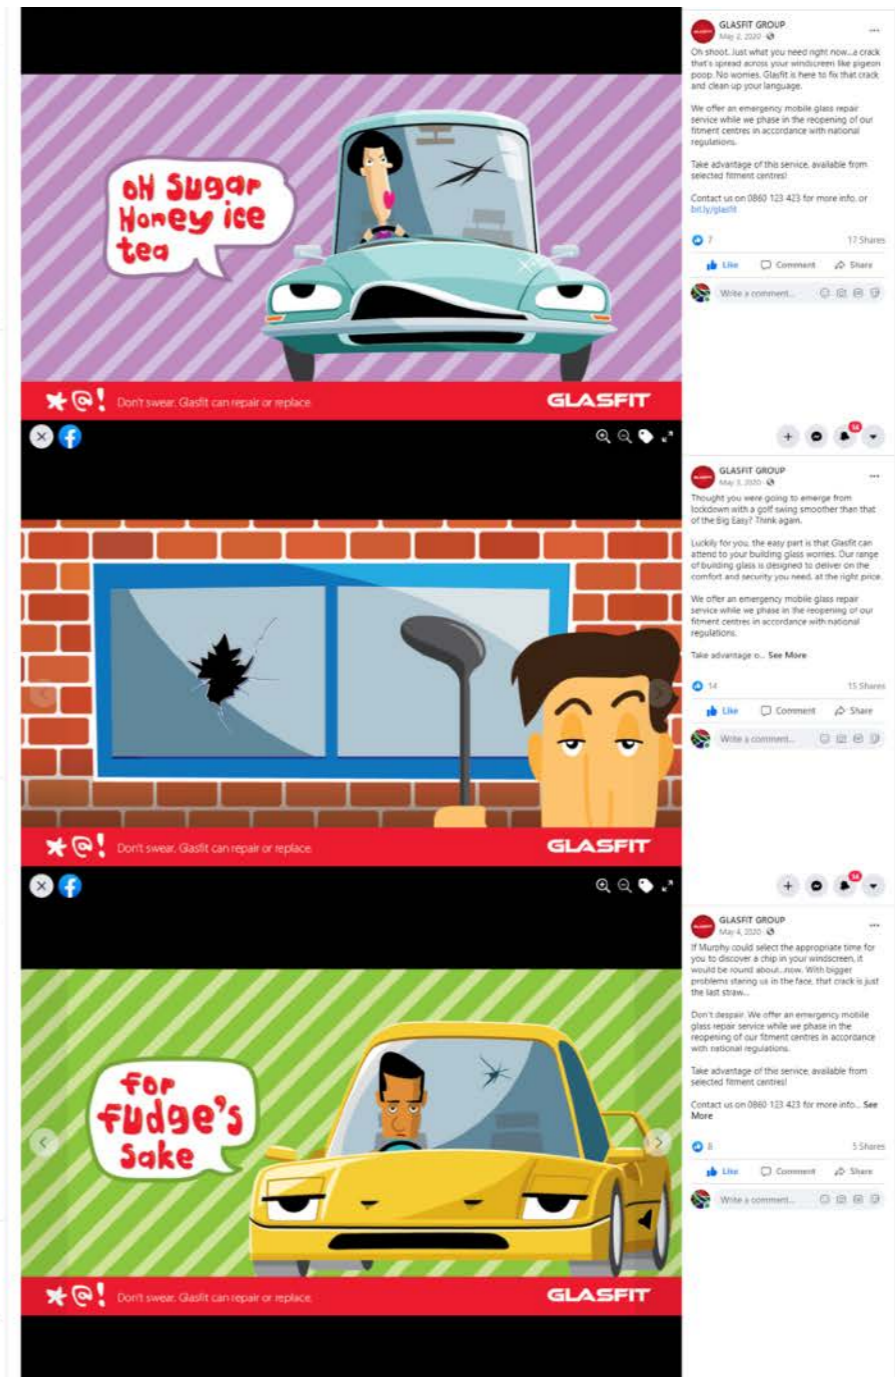 GLASFIT GROUP
May 2, 2020
Oh shoot. Just what you need right now...a crack
that's spread across your windscreen like pigeon
poop. No worries. Glasfit is here to fix that crack
and clean up your language.
We offer an emergency mobile glass repair
service while we phase in the reopening of our
fitment centres in accordance with national
regulations.
Take advantage of this service, available from
selected fitment centres!
Contact us on 0860 123 423 for more info, or
bit.ly/glasfit
7
17 Shares
Like Comment Share
Write a comment...
OH SUGAR
HONEY ICE
TEA
*@! Don't swear. Glasfit can repair or replace.
GLASFIT
14
GLASFIT GROUP
May 3, 2020
Thought you were going to emerge from
lockdown with a golf swing smoother than that
of the Big Easy? Think again.
Luckily for you, the easy part is that Glasfit can
attend to your building glass worries. Our range
of building glass is designed to deliver on the
comfort and security you need, at the right price.
We offer an emergency mobile glass repair
service while we phase in the reopening of our
fitment centres in accordance with national
regulations.
Take advantage o... See More
14
15 Shares
Like Comment Share
Write a comment...
*@! Don't swear. Glasfit can repair or replace.
GLASFIT
14
GLASFIT GROUP
May 4, 2020
If Murphy could select the appropriate time for
you to discover a chip in your windscreen, it
would be round about...now. With bigger
problems staring us in the face, that crack is just
the last straw...
Don't despair. We offer an emergency mobile
glass repair service while we phase in the
reopening of our fitment centres in accordance
with national regulations.
Take advantage of this service, available from
selected fitment centres!
Contact us on 0860 123 423 for more info... See
More
8
5 Shares
Like Comment Share
Write a comment...
FOR
FUDGE'S
SAKE
*@! Don't swear. Glasfit can repair or replace.
GLASFIT